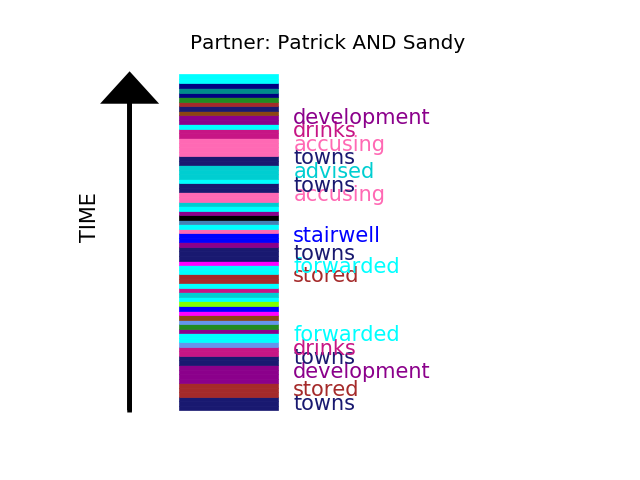 Partner: Patrick AND Sandy
development
drinks
accusing
towns
advised
towns
accusing
stairwell
towns
forwarded
stored
forwarded
drinks
towns
development
stored
towns
TIME